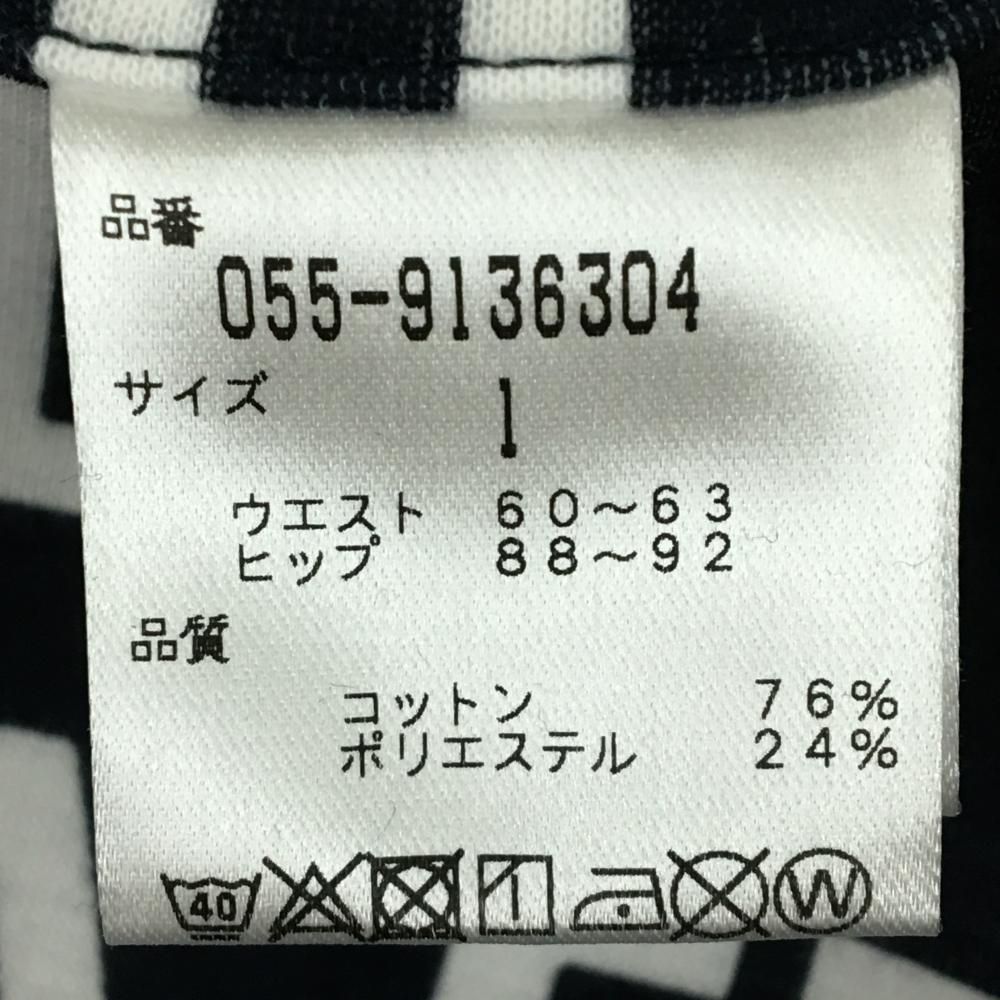 品番
055-9136304
サイズ 1
ウエスト 60～63
ヒップ 88～92
品質
コットン 76%
ポリエステル 24%
40 W